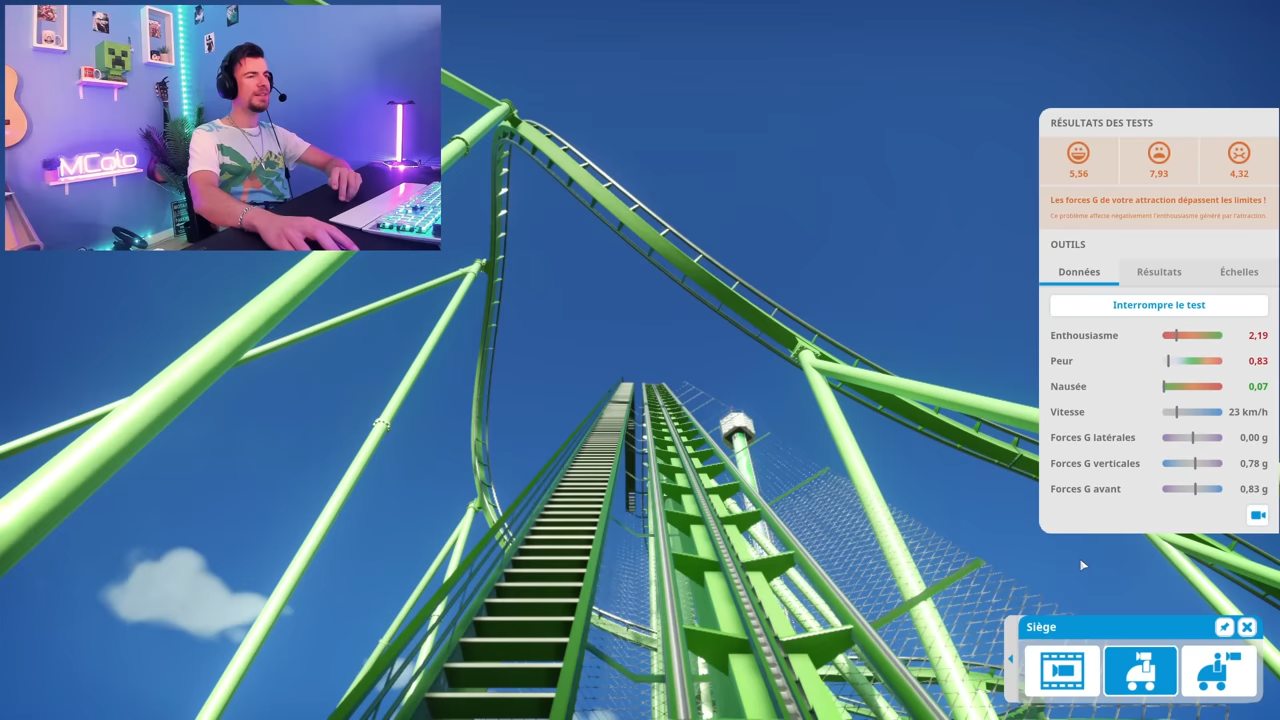 MColo
RÉSULTATS DES TESTS
5,56
7,93
4,32
Les forces G de votre attraction dépassent les limites !
Ce problème affecte négativement l'enthousiasme généré par l'attraction.
OUTILS
Données
Résultats
Échelles
Interrompre le test
Enthousiasme 2,19
Peur 0,83
Nausée 0,07
Vitesse 23 km/h
Forces G latérales 0,00 g
Forces G verticales 0,78 g
Forces G avant 0,83 g
Siège